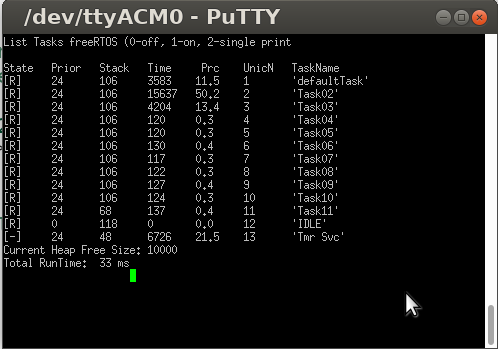 /dev/ttyACM0 - PuTTY
List Tasks freeRTOS (0-off, 1-on, 2-single print
State Prior Stack Time Prc UnicN TaskName
[R] 24 106 3583 11.5 1 'defaultTask'
[R] 24 106 15637 50.2 2 'Task02'
[R] 24 106 4204 13.4 3 'Task03'
[R] 24 106 120 0.3 4 'Task04'
[R] 24 106 120 0.3 5 'Task05'
[R] 24 106 130 0.4 6 'Task06'
[R] 24 106 117 0.3 7 'Task07'
[R] 24 106 122 0.3 8 'Task08'
[R] 24 106 127 0.4 9 'Task09'
[R] 24 106 124 0.3 10 'Task10'
[R] 24 68 137 0.4 11 'Task11'
[R] 0 118 0 0.0 12 'IDLE'
[-] 24 48 6726 21.5 13 'Tmr Svc'
Current Heap Free Size: 10000
Total RunTime: 33 ms